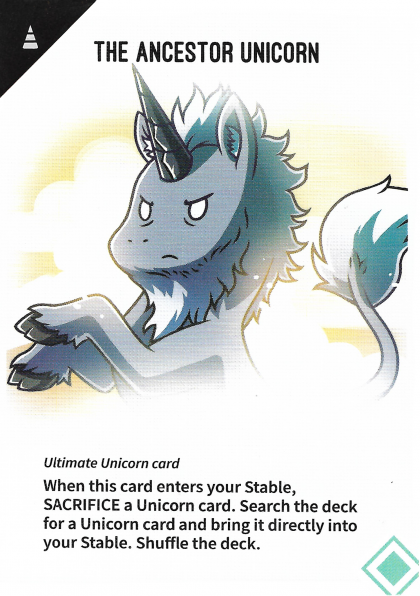 THE ANCESTOR UNICORN
Ultimate Unicorn card
When this card enters your Stable,
SACRIFICE a Unicorn card. Search the deck
for a Unicorn card and bring it directly into
your Stable. Shuffle the deck.